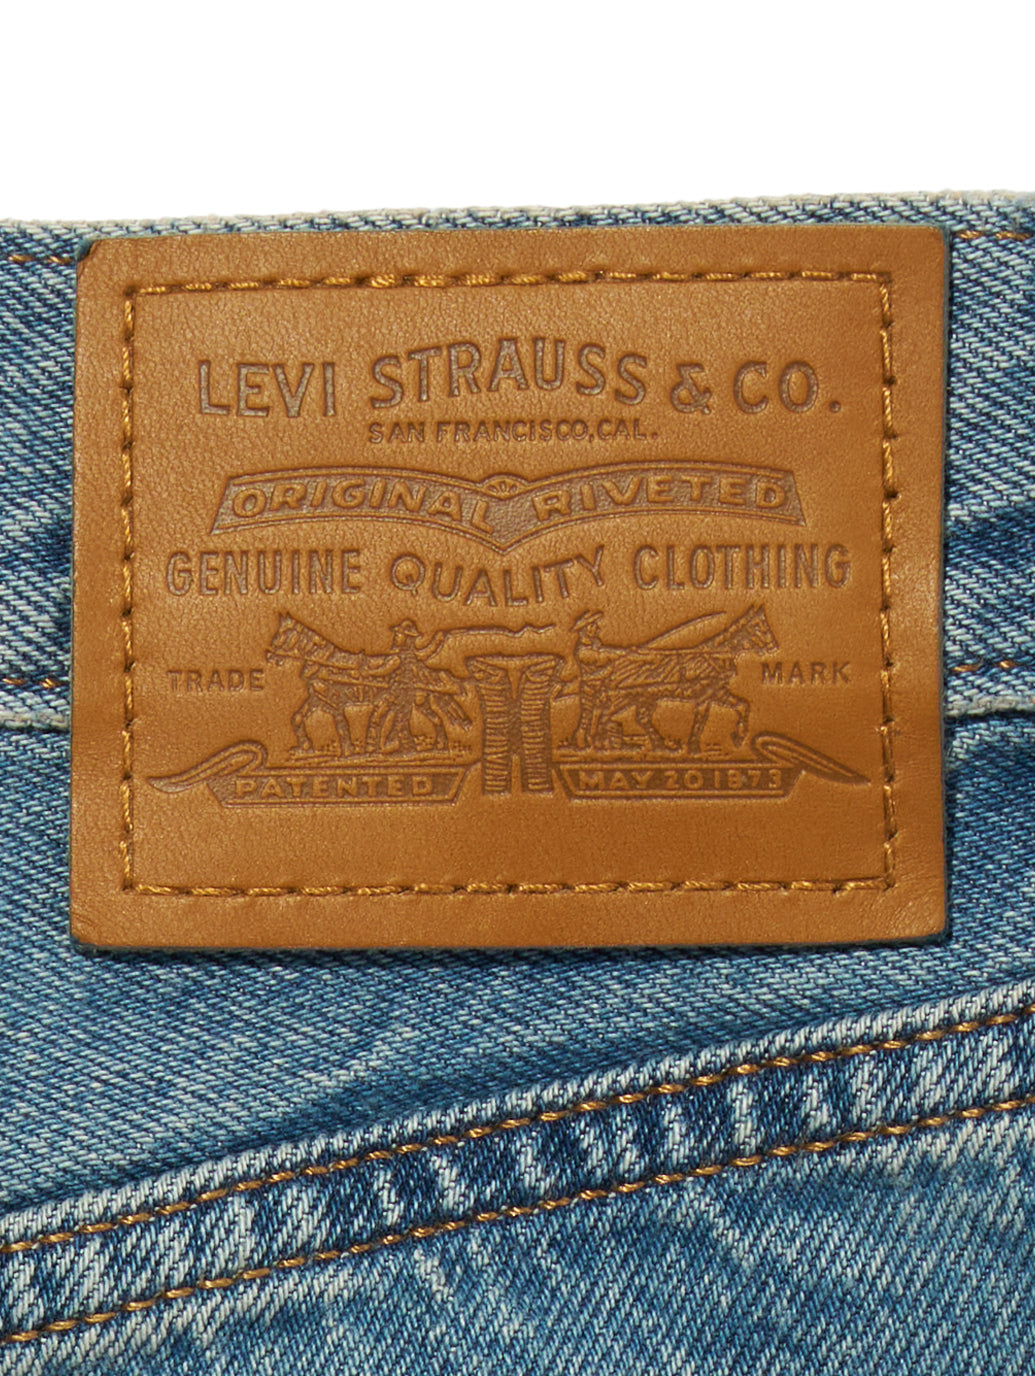 LEVI STRAUSS & CO.
SAN FRANCISCO, CAL.
ORIGINAL RIVETED
GENUINE QUALITY CLOTHING
TRADE MARK
PATENTED MAY 20 1873